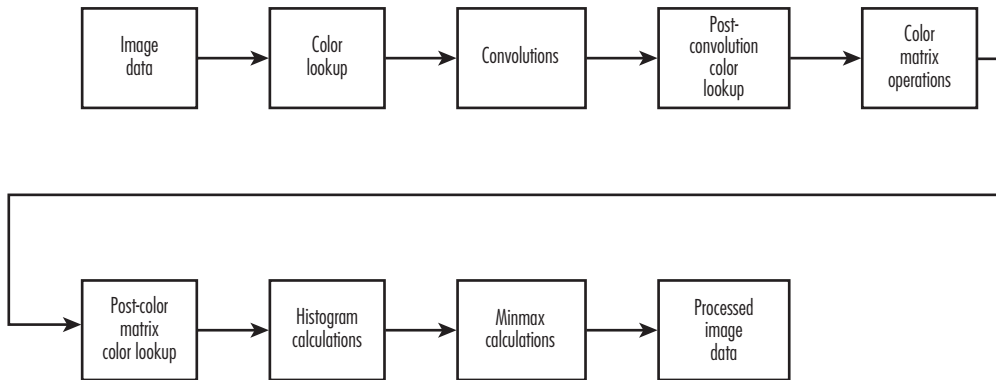 Image
data
Color
lookup
Convolutions
Post-
convolution
color
lookup
Color
matrix
operations
Post-color
matrix
color lookup
Histogram
calculations
Minmax
calculations
Processed
image
data